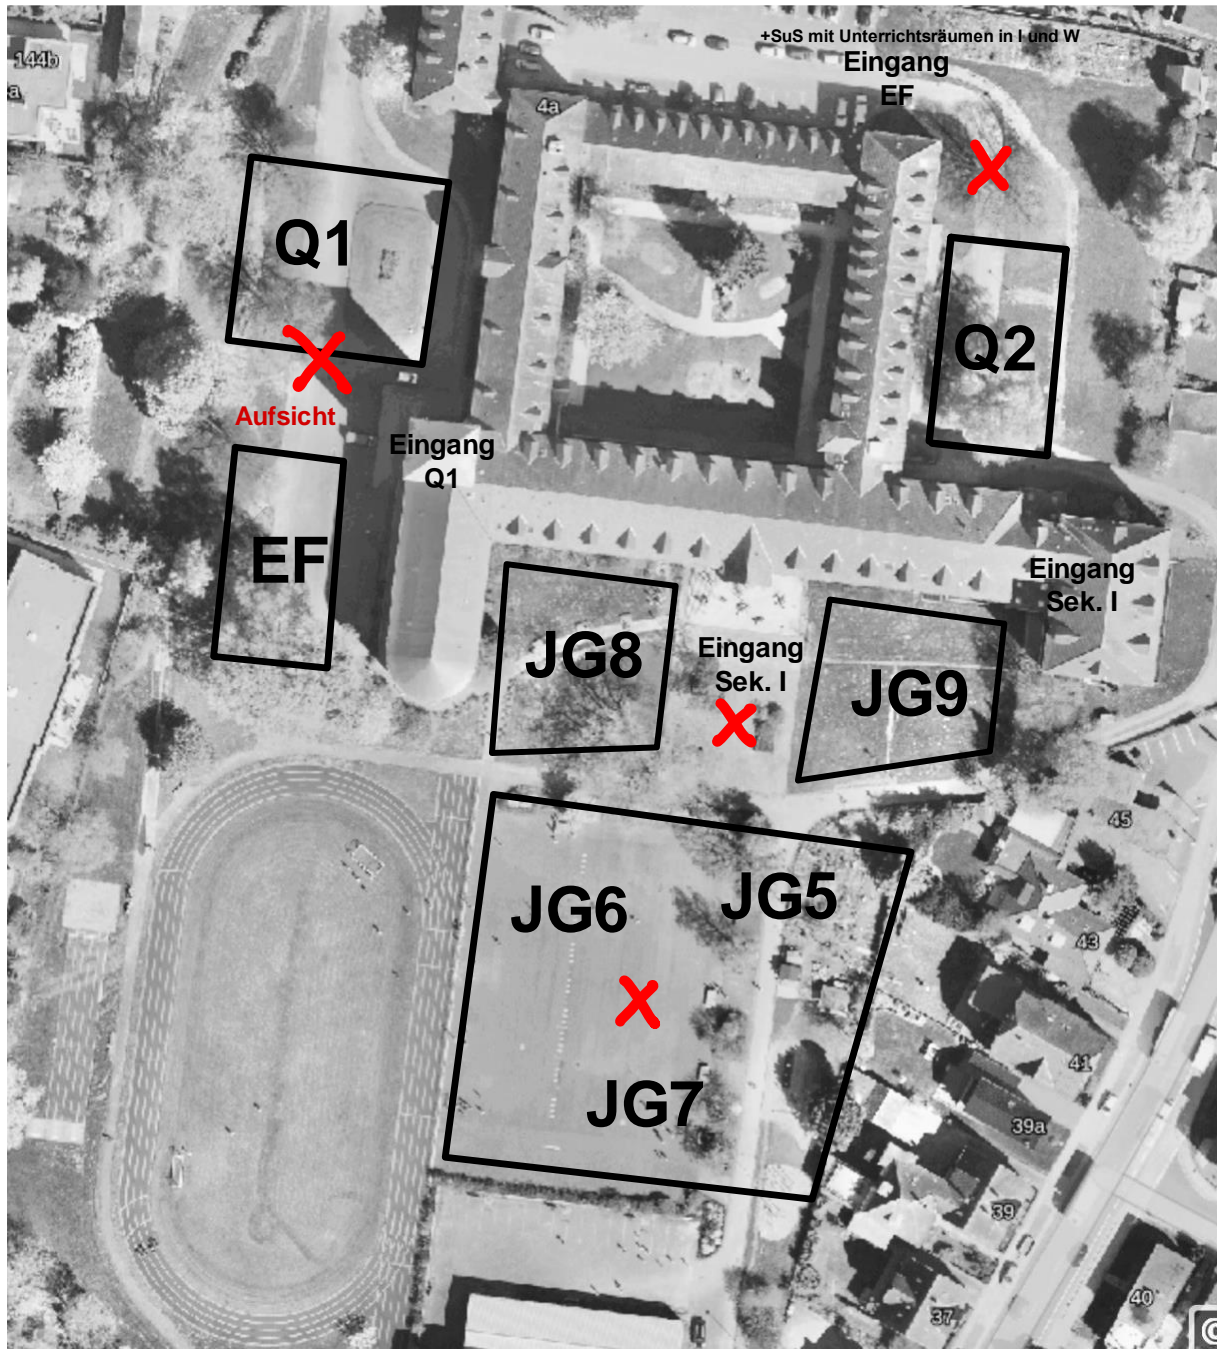 +SuS mit Unterrichtsräumen in I und W
Eingang
EF
144b
a
4a
Q1
Q2
Aufsicht
Eingang
Q1
EF
Eingang
Sek. I
JG8
Eingang
Sek. I
JG9
45
JG6
JG5
43
JG7
41
39a
39
40
37
©